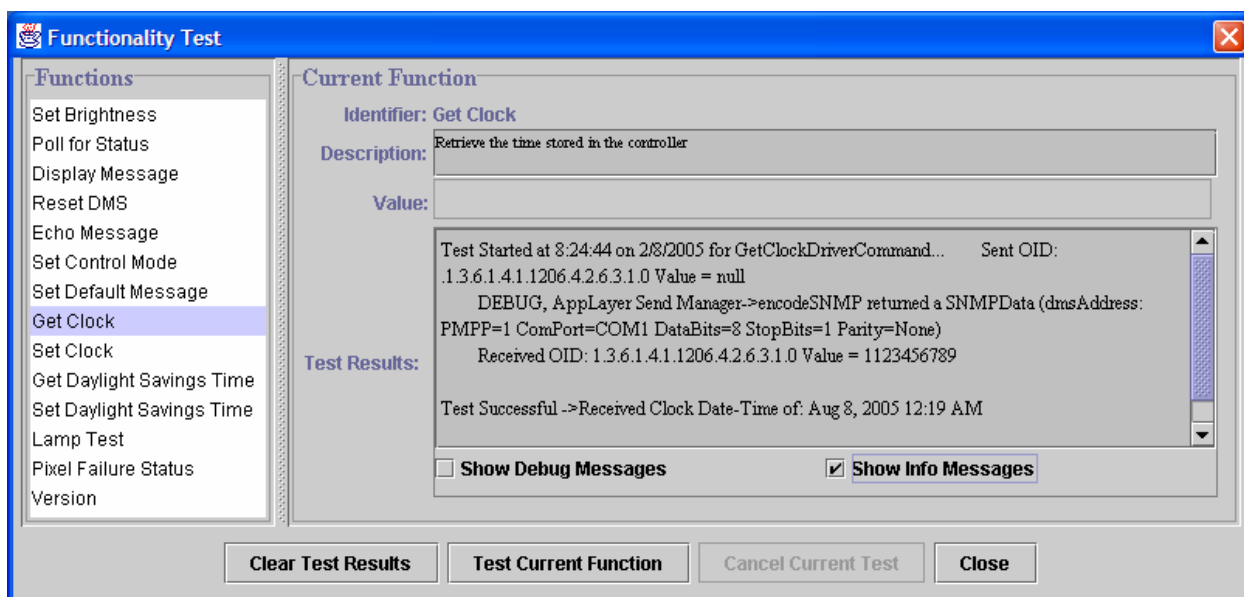 Functionality Test
Functions
Set Brightness
Poll for Status
Display Message
Reset DMS
Echo Message
Set Control Mode
Set Default Message
Get Clock
Set Clock
Get Daylight Savings Time
Set Daylight Savings Time
Lamp Test
Pixel Failure Status
Version
Current Function
Identifier: Get Clock
Description: Retrieve the time stored in the controller
Value:
Test Results:
Test Started at 8:24:44 on 2/8/2005 for GetClockDriverCommand... Sent OID:
.1.3.6.1.4.1.1206.4.2.6.3.1.0 Value = null
DEBUG, AppLayer Send Manager->encodeSNMP returned a SNMPData (dmsAddress:
PMPP=1 ComPort=COM1 DataBits=8 StopBits=1 Parity=None)
Received OID: 1.3.6.1.4.1.1206.4.2.6.3.1.0 Value = 1123456789
Test Successful ->Received Clock Date-Time of: Aug 8, 2005 12:19 AM
Show Debug Messages
Show Info Messages
Clear Test Results
Test Current Function
Cancel Current Test
Close